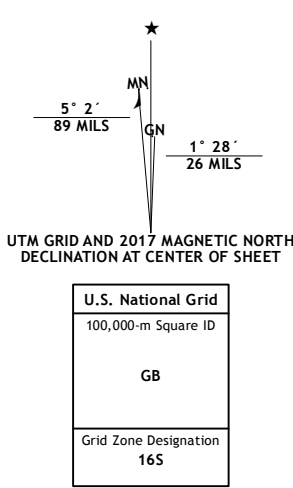 ★
MN
5° 2´
89 MILS
GN
1° 28´
26 MILS
UTM GRID AND 2017 MAGNETIC NORTH
DECLINATION AT CENTER OF SHEET
U.S. National Grid
100,000-m Square ID
GB
Grid Zone Designation
16S